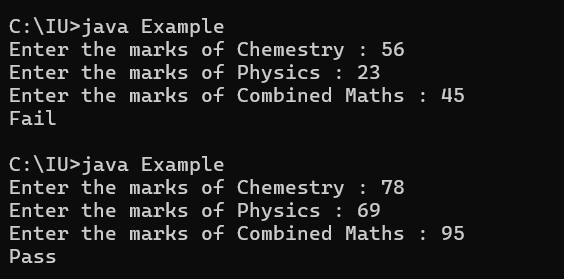 C:\IU>java Example
Enter the marks of Chemestry : 56
Enter the marks of Physics : 23
Enter the marks of Combined Maths : 45
Fail
C:\IU>java Example
Enter the marks of Chemestry : 78
Enter the marks of Physics : 69
Enter the marks of Combined Maths : 95
Pass